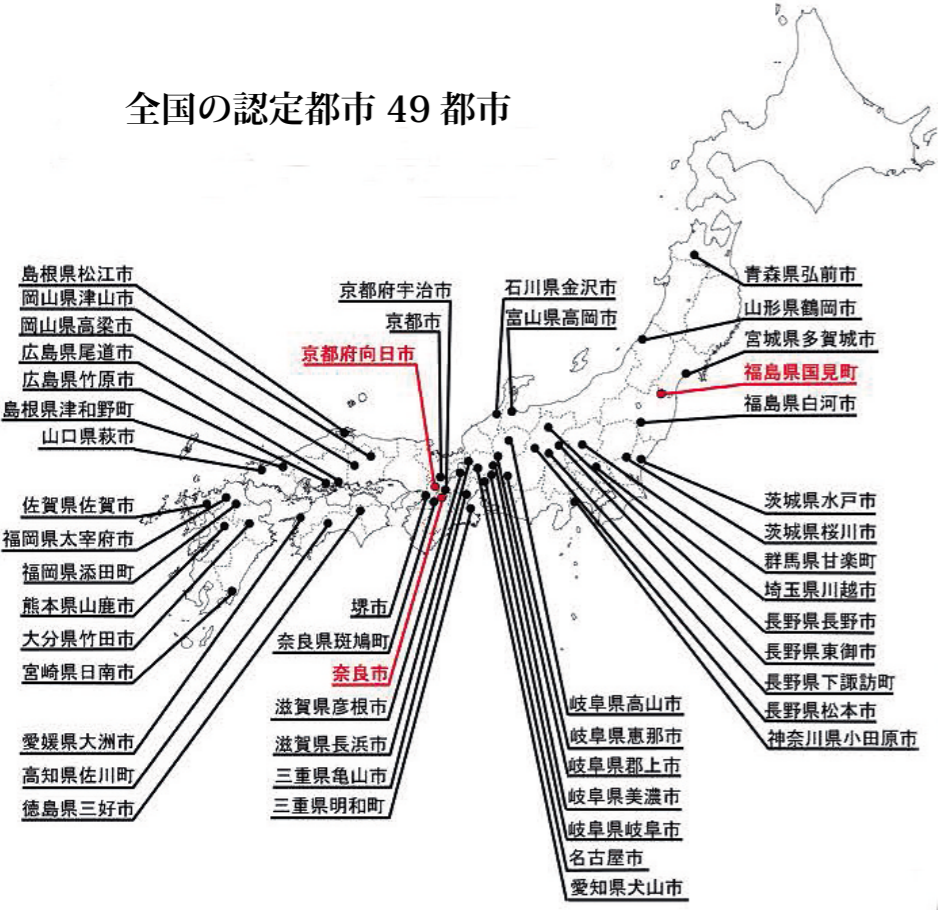 全国の認定都市 49 都市
島根県松江市
岡山県津山市
岡山県高梁市
広島県尾道市
広島県竹原市
島根県津和野町
山口県萩市
佐賀県佐賀市
福岡県太宰府市
福岡県添田町
熊本県山鹿市
大分県竹田市
宮崎県日南市
愛媛県大洲市
高知県佐川町
徳島県三好市
京都府宇治市
京都市
京都府向日市
堺市
奈良県斑鳩町
奈良市
滋賀県彦根市
滋賀県長浜市
三重県亀山市
三重県明和町
石川県金沢市
富山県高岡市
岐阜県高山市
岐阜県恵那市
岐阜県郡上市
岐阜県美濃市
岐阜県岐阜市
名古屋市
愛知県犬山市
青森県弘前市
山形県鶴岡市
宮城県多賀城市
福島県国見町
福島県白河市
茨城県水戸市
茨城県桜川市
群馬県甘楽町
埼玉県川越市
長野県長野市
長野県東御市
長野県下諏訪町
長野県松本市
神奈川県小田原市